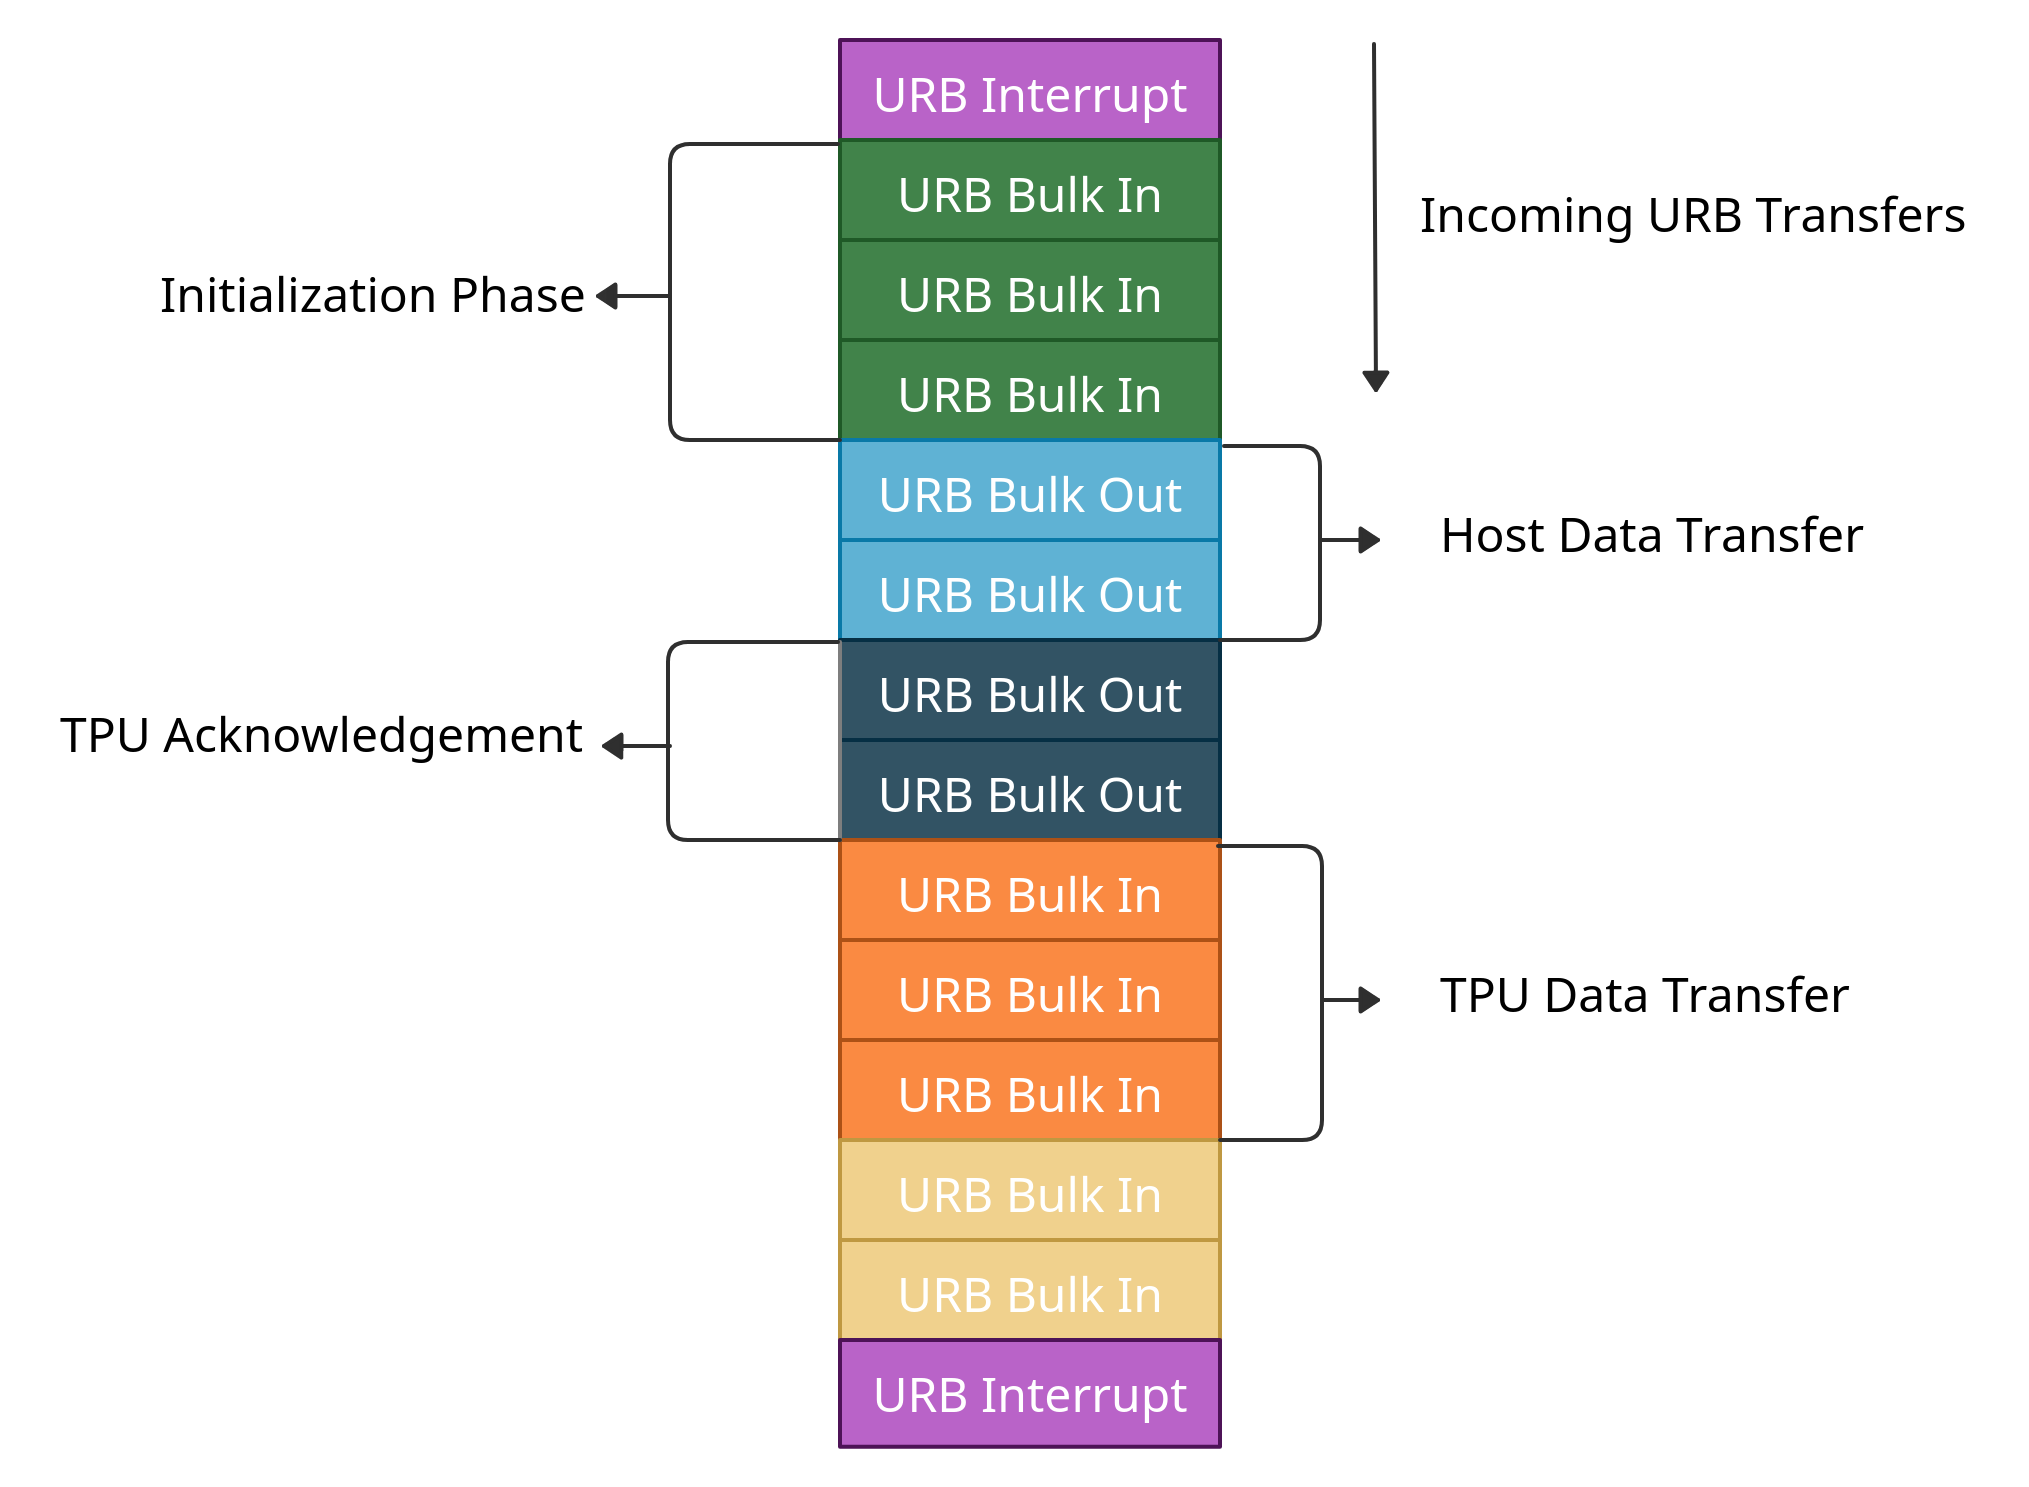 URB Interrupt
URB Bulk In
Incoming URB Transfers
Initialization Phase
URB Bulk In
URB Bulk In
URB Bulk Out
Host Data Transfer
URB Bulk Out
URB Bulk Out
TPU Acknowledgement
URB Bulk Out
URB Bulk In
URB Bulk In
TPU Data Transfer
URB Bulk In
URB Bulk In
URB Bulk In
URB Interrupt